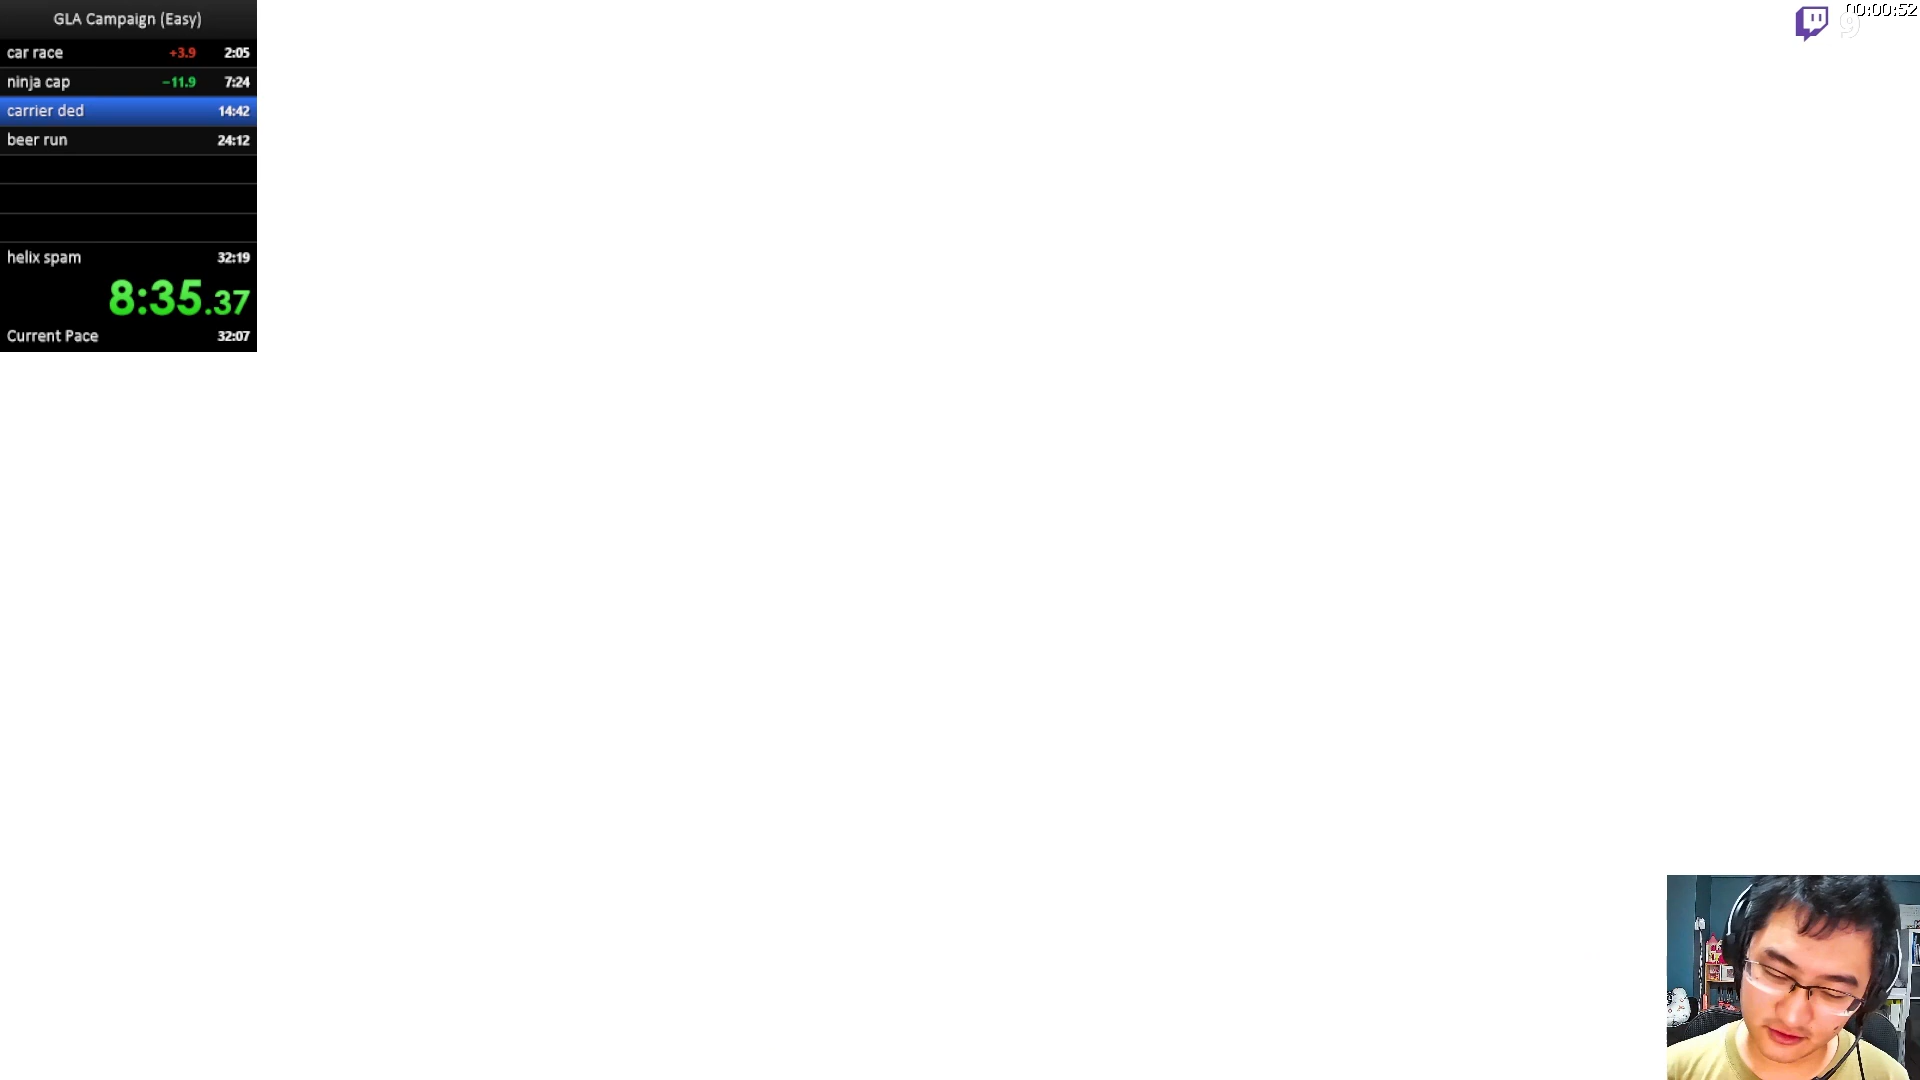 GLA Campaign (Easy)
car race +3.9 2:05
ninja cap −11.9 7:24
carrier ded 14:42
beer run 24:12
helix spam 32:19
8:35.37
Current Pace 32:07
00:00:52
9